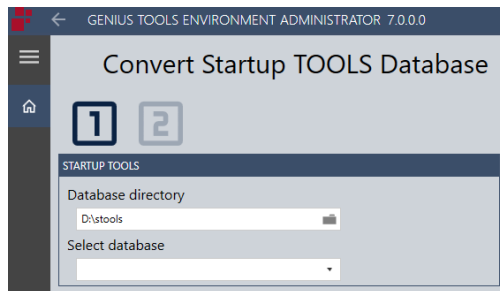 GENIUS TOOLS ENVIRONMENT ADMINISTRATOR 7.0.0.0
Convert Startup TOOLS Database
1 2
STARTUP TOOLS
Database directory
D:\stools
Select database